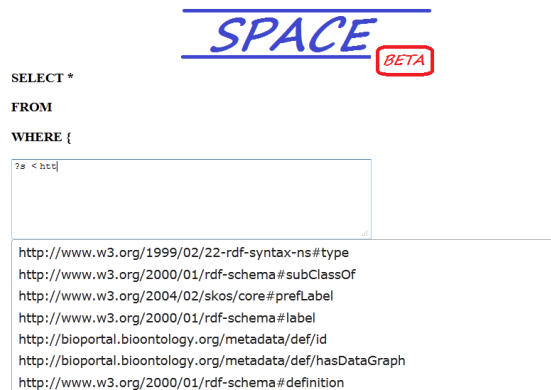 SPACE
BETA
SELECT *
FROM
WHERE {
?s <htt
http://www.w3.org/1999/02/22-rdf-syntax-ns#type
http://www.w3.org/2000/01/rdf-schema#subClassOf
http://www.w3.org/2004/02/skos/core#prefLabel
http://www.w3.org/2000/01/rdf-schema#label
http://bioportal.bioontology.org/metadata/def/id
http://bioportal.bioontology.org/metadata/def/hasDataGraph
http://www.w3.org/2000/01/rdf-schema#definition